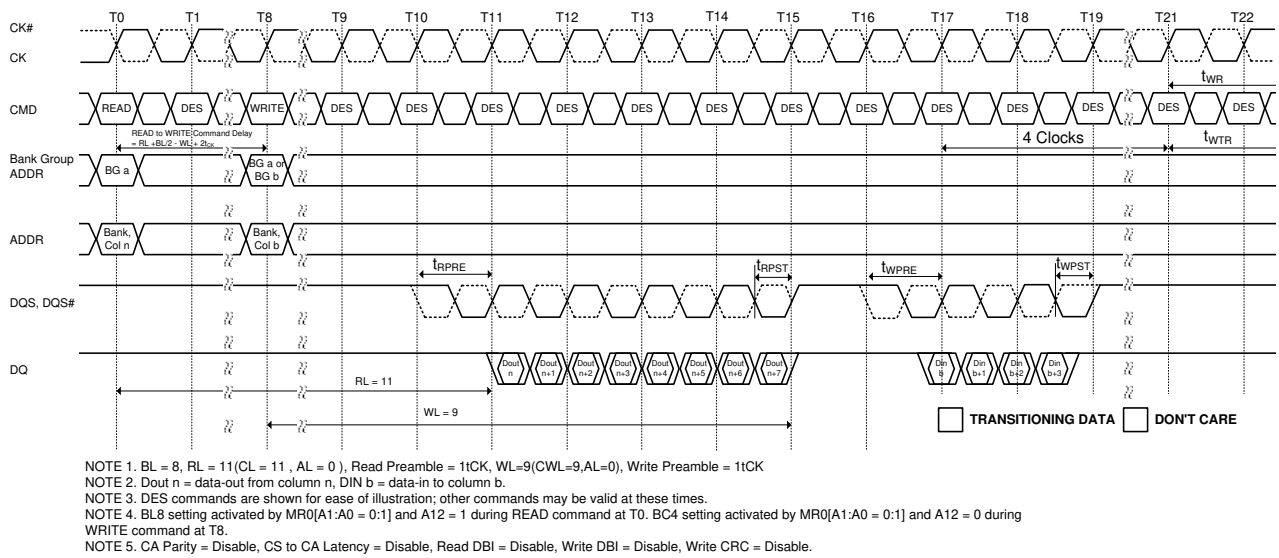 T0 T1 T8 T9 T10 T11 T12 T13 T14 T15 T16 T17 T18 T19 T21 T22
CK#
CK
tWR
CMD READ DES WRITE DES DES DES DES DES DES DES DES DES DES DES DES DES
READ to WRITE Command Delay
= RL +BL/2 - WL + 2tCK
4 Clocks tWTR
Bank Group
ADDR
BG a
BG a or
BG b
ADDR
Bank,
Col n
Bank,
Col b
tRPRE tRPST tWPRE tWPST
DQS, DQS#
DQ
Dout
n
Dout
n+1
Dout
n+2
Dout
n+3
Dout
n+4
Dout
n+5
Dout
n+6
Dout
n+7
Din
b
Din
b+1
Din
b+2
Din
b+3
RL = 11
WL = 9
TRANSITIONING DATA DON'T CARE
NOTE 1. BL = 8, RL = 11(CL = 11 , AL = 0 ), Read Preamble = 1tCK, WL=9(CWL=9,AL=0), Write Preamble = 1tCK
NOTE 2. Dout n = data-out from column n, DIN b = data-in to column b.
NOTE 3. DES commands are shown for ease of illustration; other commands may be valid at these times.
NOTE 4. BL8 setting activated by MR0[A1:A0 = 0:1] and A12 = 1 during READ command at T0. BC4 setting activated by MR0[A1:A0 = 0:1] and A12 = 0 during
WRITE command at T8.
NOTE 5. CA Parity = Disable, CS to CA Latency = Disable, Read DBI = Disable, Write DBI = Disable, Write CRC = Disable.